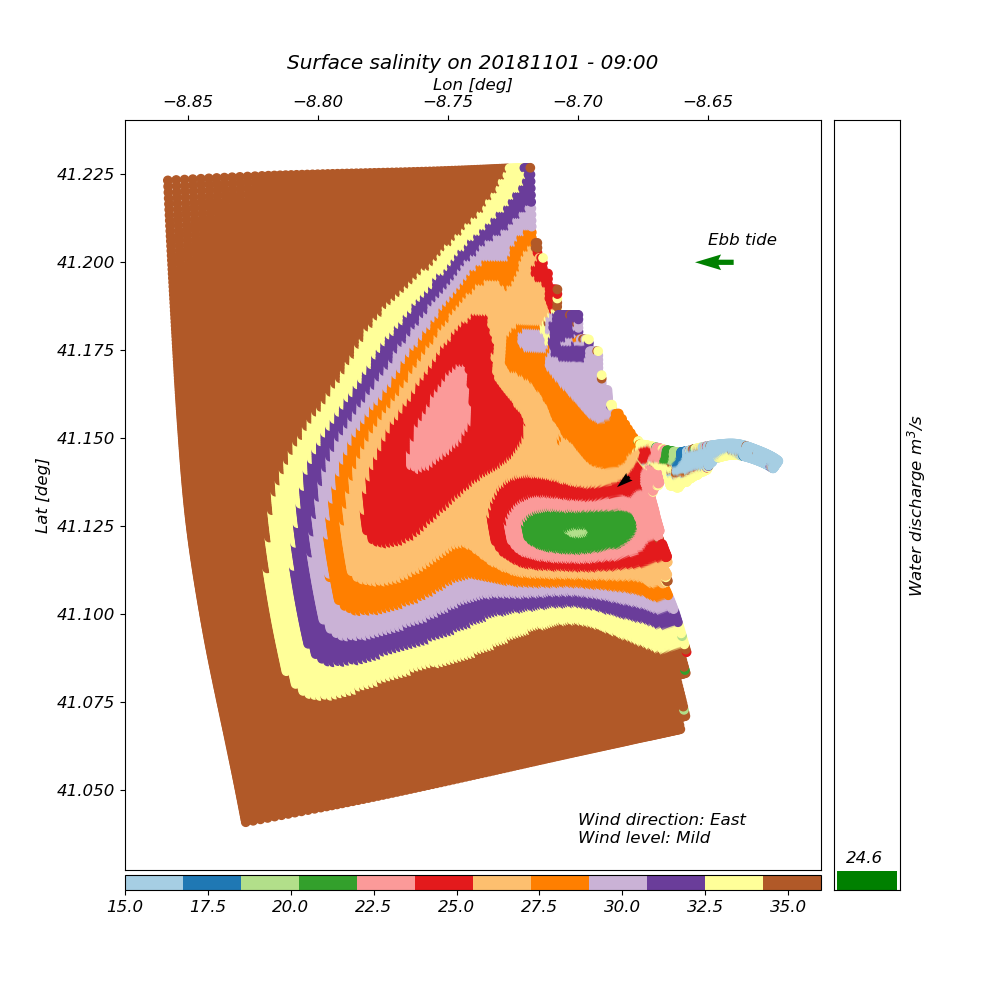 Surface salinity on 20181101 - 09:00
Lon [deg]
−8.85 −8.80 −8.75 −8.70 −8.65
41.225
41.200
41.175
41.150
41.125
41.100
41.075
41.050
Lat [deg]
Ebb tide
Wind direction: East
Wind level: Mild
15.0 17.5 20.0 22.5 25.0 27.5 30.0 32.5 35.0
24.6
Water discharge m³/s